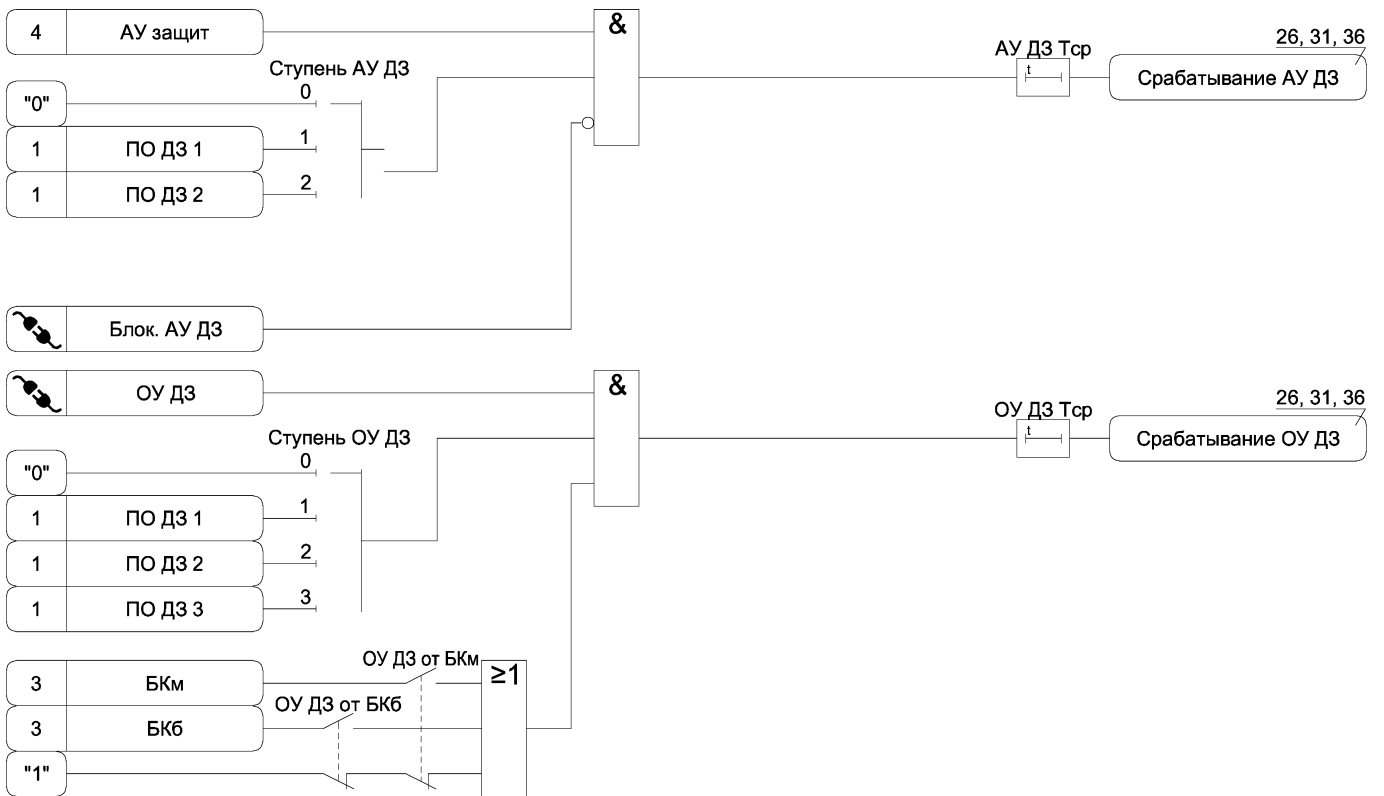 4 АУ защит
&
АУ ДЗ Тср
t
26, 31, 36
Срабатывание АУ ДЗ
Ступень АУ ДЗ
"0" 0
1 ПО ДЗ 1 1
1 ПО ДЗ 2 2
Блок. АУ ДЗ
ОУ ДЗ
&
ОУ ДЗ Тср
t
26, 31, 36
Срабатывание ОУ ДЗ
Ступень ОУ ДЗ
"0" 0
1 ПО ДЗ 1 1
1 ПО ДЗ 2 2
1 ПО ДЗ 3 3
ОУ ДЗ от БКм
≥1
3 БКм
ОУ ДЗ от БКб
3 БКб
"1"